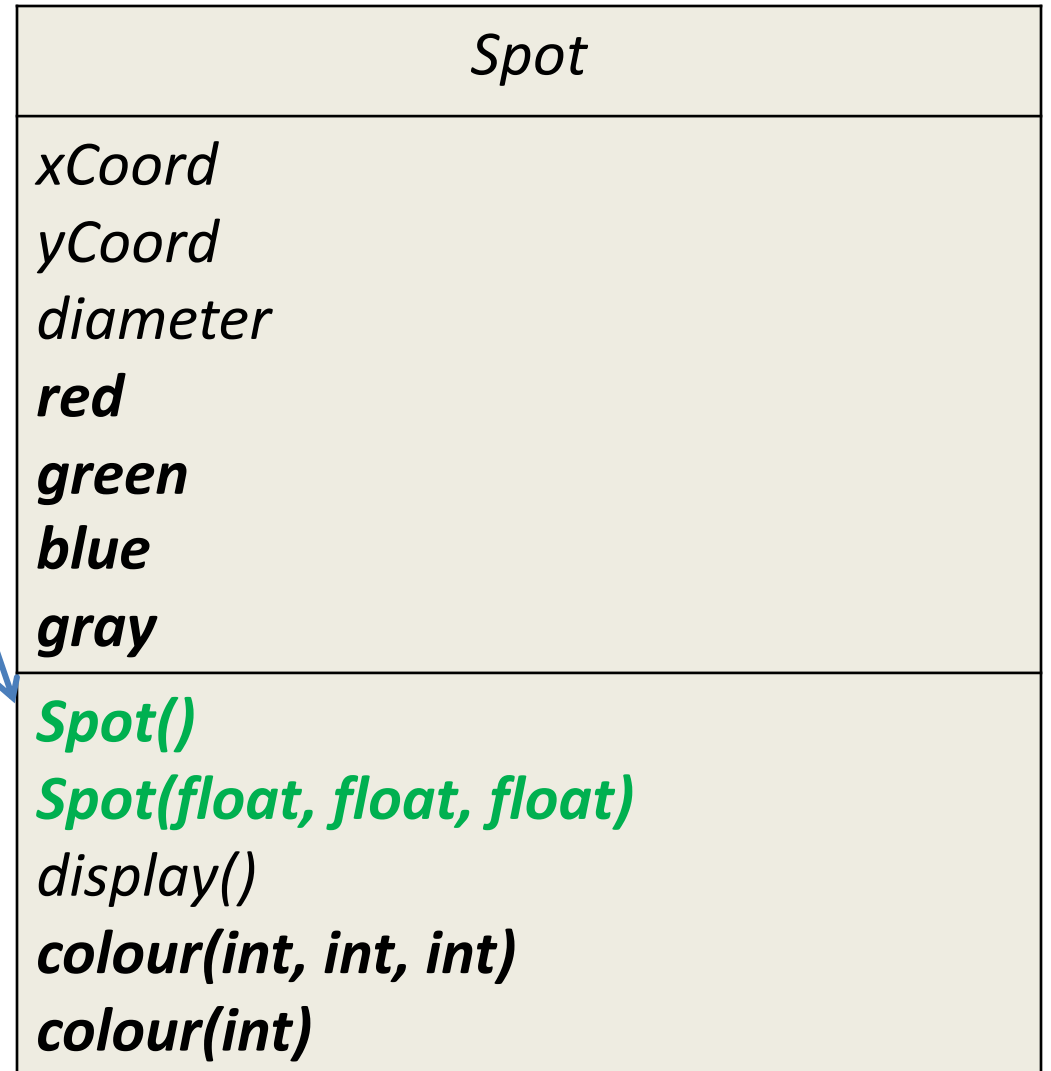 Spot
xCoord
yCoord
diameter
red
green
blue
gray
Spot()
Spot(float, float, float)
display()
colour(int, int, int)
colour(int)